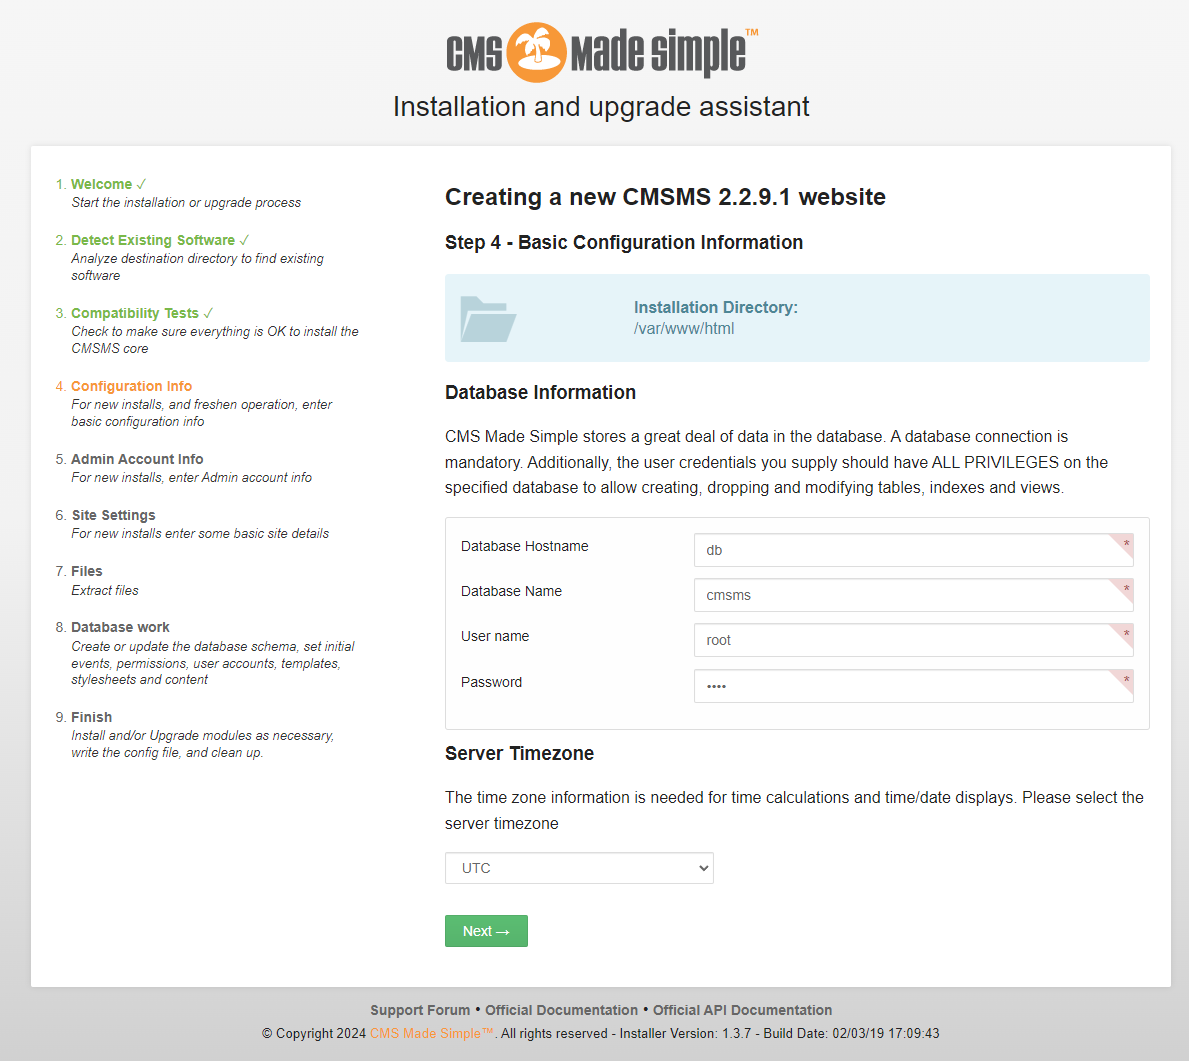 CMS Made Simple™
Installation and upgrade assistant
1. Welcome ✓
Start the installation or upgrade process
2. Detect Existing Software ✓
Analyze destination directory to find existing
software
3. Compatibility Tests ✓
Check to make sure everything is OK to install the
CMSMS core
4. Configuration Info
For new installs, and freshen operation, enter
basic configuration info
5. Admin Account Info
For new installs, enter Admin account info
6. Site Settings
For new installs enter some basic site details
7. Files
Extract files
8. Database work
Create or update the database schema, set initial
events, permissions, user accounts, templates,
stylesheets and content
9. Finish
Install and/or Upgrade modules as necessary,
write the config file, and clean up.
Creating a new CMSMS 2.2.9.1 website
Step 4 - Basic Configuration Information
Installation Directory:
/var/www/html
Database Information
CMS Made Simple stores a great deal of data in the database. A database connection is
mandatory. Additionally, the user credentials you supply should have ALL PRIVILEGES on the
specified database to allow creating, dropping and modifying tables, indexes and views.
Database Hostname db *
Database Name cmsms *
User name root *
Password •••• *
Server Timezone
The time zone information is needed for time calculations and time/date displays. Please select the
server timezone
UTC
Next →
Support Forum • Official Documentation • Official API Documentation
© Copyright 2024 CMS Made Simple™. All rights reserved - Installer Version: 1.3.7 - Build Date: 02/03/19 17:09:43